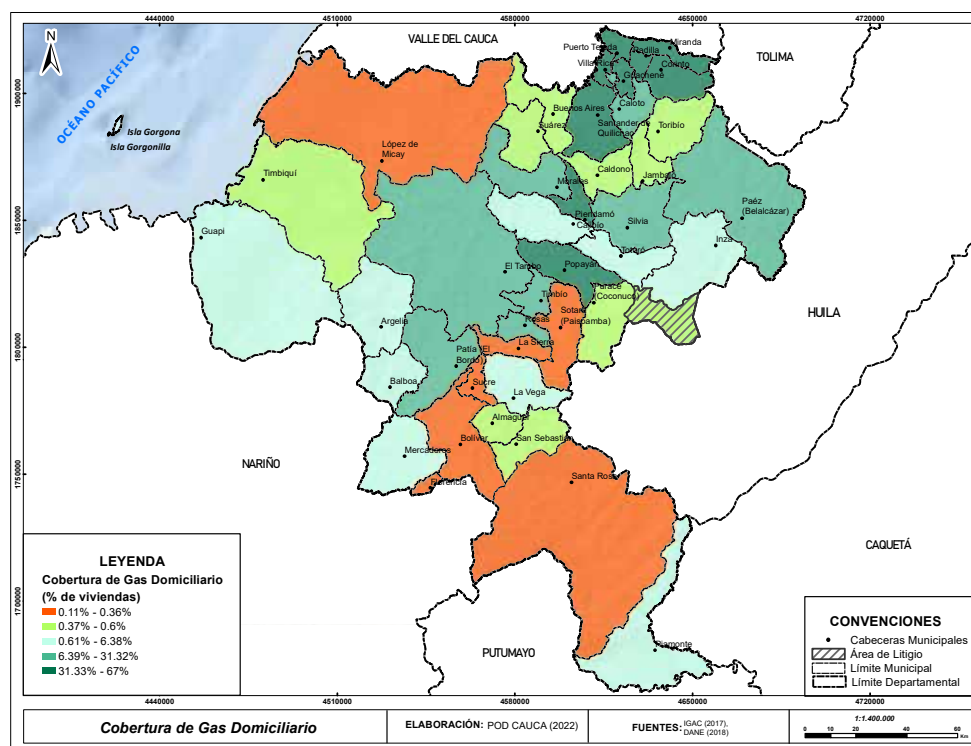 4440000
4510000
4580000
4650000
4720000
N
VALLE DEL CAUCA
TOLIMA
OCÉANO PACÍFICO
Isla Gorgona
Isla Gorgonilla
1900000
1850000
1800000
1750000
1700000
Miranda
Puerto Tejada
Padilla
Villa Rica
Corinto
Guachené
Buenos Aires
Caloto
Suárez
Santander de
Quilichao
Toribío
López de
Micay
Timbiquí
Caldono
Jambaló
Morales
Páez
(Belalcázar)
Piendamó
Cajibío
Silvia
Guapi
Inza
Totoró
El Tambo
Popayán
Puracé
(Coconuco)
Timbío
HUILA
Argelia
Rosas
Sotara
(Paispamba)
La Sierra
Patía (El
Bordo)
Balboa
Sucre
La Vega
Almaguer
Bolívar
San Sebastián
Mercaderes
NARIÑO
Florencia
Santa Rosa
CAQUETÁ
PUTUMAYO
Piamonte
LEYENDA
Cobertura de Gas Domiciliario
(% de viviendas)
0.11% - 0.36%
0.37% - 0.6%
0.61% - 6.38%
6.39% - 31.32%
31.33% - 67%
CONVENCIONES
Cabeceras Municipales
Área de Litigio
Límite Municipal
Límite Departamental
4440000
4510000
4580000
4650000
4720000
Cobertura de Gas Domiciliario
ELABORACIÓN: POD CAUCA (2022)
FUENTES: IGAC (2017),
DANE (2018)
1:1.400.000
0 10 20 40 60
Km